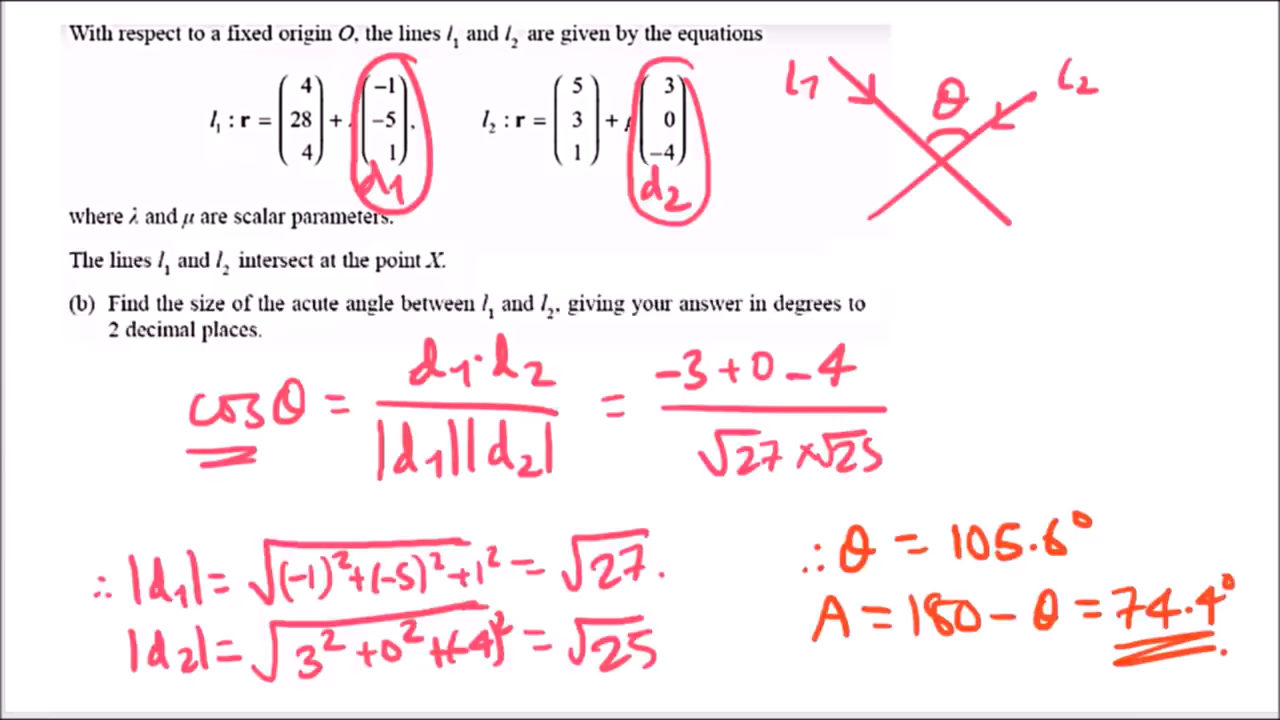 With respect to a fixed origin O, the lines l₁ and l₂ are given by the equations
l₁ : r = (4 28 4) + (−1 −5 1), l₂ : r = (5 3 1) + (3 0 −4)
d₁ d₂
l₁ θ l₂
where λ and μ are scalar parameters.
The lines l₁ and l₂ intersect at the point X.
(b) Find the size of the acute angle between l₁ and l₂, giving your answer in degrees to
2 decimal places.
cosθ = d₁·d₂ / |d₁||d₂| = −3+0−4 / √27 ×√25
∴ |d₁| = √(−1)²+(−5)²+1² = √27.
|d₂| = √3²+0²+(−4)² = √25
∴ θ = 105.6°
A = 180 − θ = 74.4°.